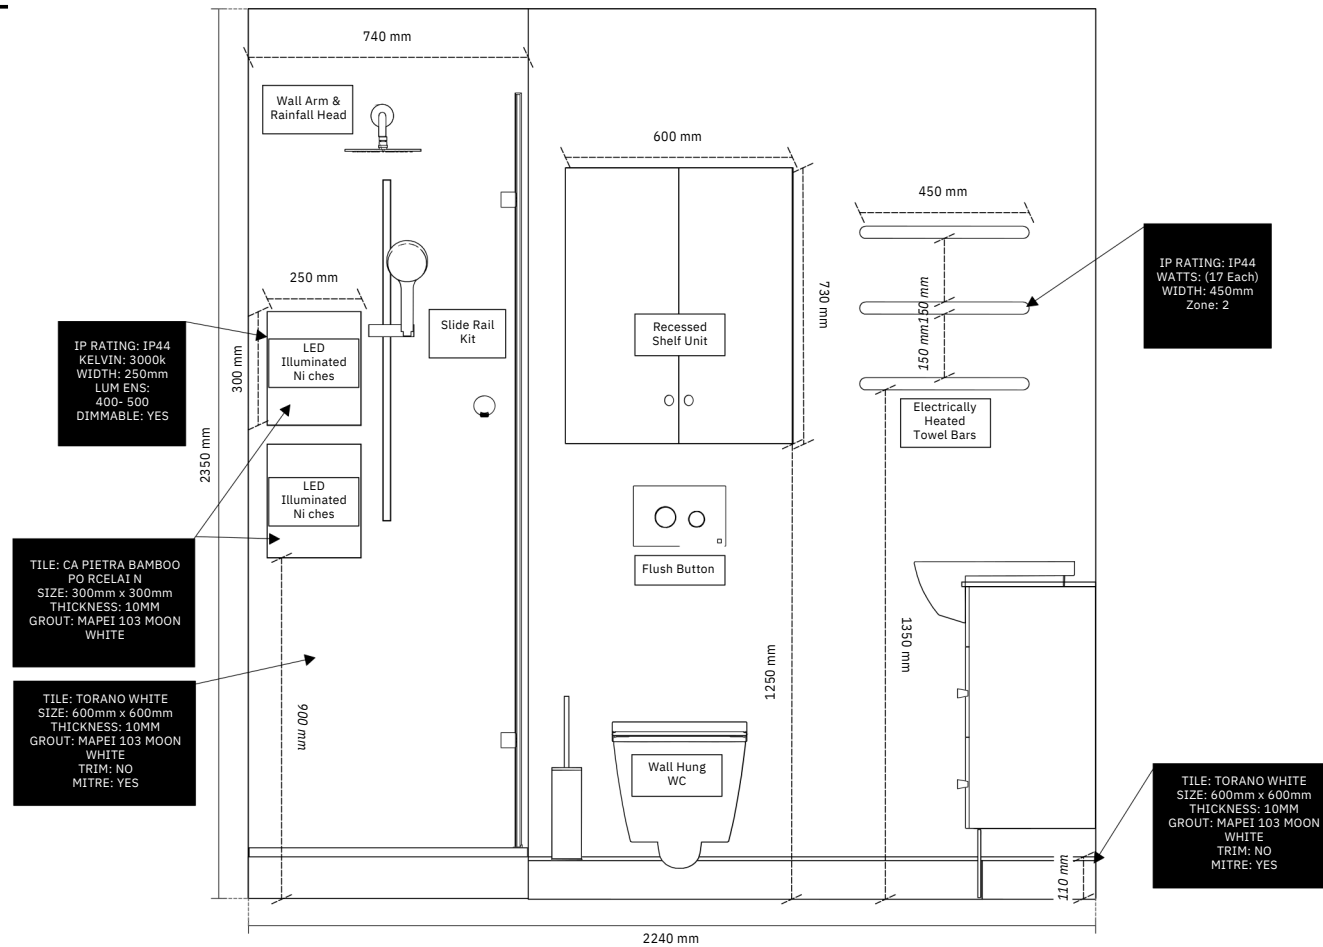 740 mm
Wall Arm &
Rainfall Head
600 mm
450 mm
IP RATING: IP44
WATTS: (17 Each)
WIDTH: 450mm
Zone: 2
250 mm
730 mm
150 mm
150 mm
Slide Rail
Kit
Recessed
Shelf Unit
IP RATING: IP44
KELVIN: 3000k
WIDTH: 250mm
LUM ENS:
400- 500
DIMMABLE: YES
300 mm
LED
Illuminated
Ni ches
Electrically
Heated
Towel Bars
2350 mm
LED
Illuminated
Ni ches
Flush Button
TILE: CA PIETRA BAMBOO
PO RCELAI N
SIZE: 300mm x 300mm
THICKNESS: 10MM
GROUT: MAPEI 103 MOON
WHITE
1350 mm
1250 mm
TILE: TORANO WHITE
SIZE: 600mm x 600mm
THICKNESS: 10MM
GROUT: MAPEI 103 MOON
WHITE
TRIM: NO
MITRE: YES
900 mm
Wall Hung
WC
TILE: TORANO WHITE
SIZE: 600mm x 600mm
THICKNESS: 10MM
GROUT: MAPEI 103 MOON
WHITE
TRIM: NO
MITRE: YES
110 mm
2240 mm